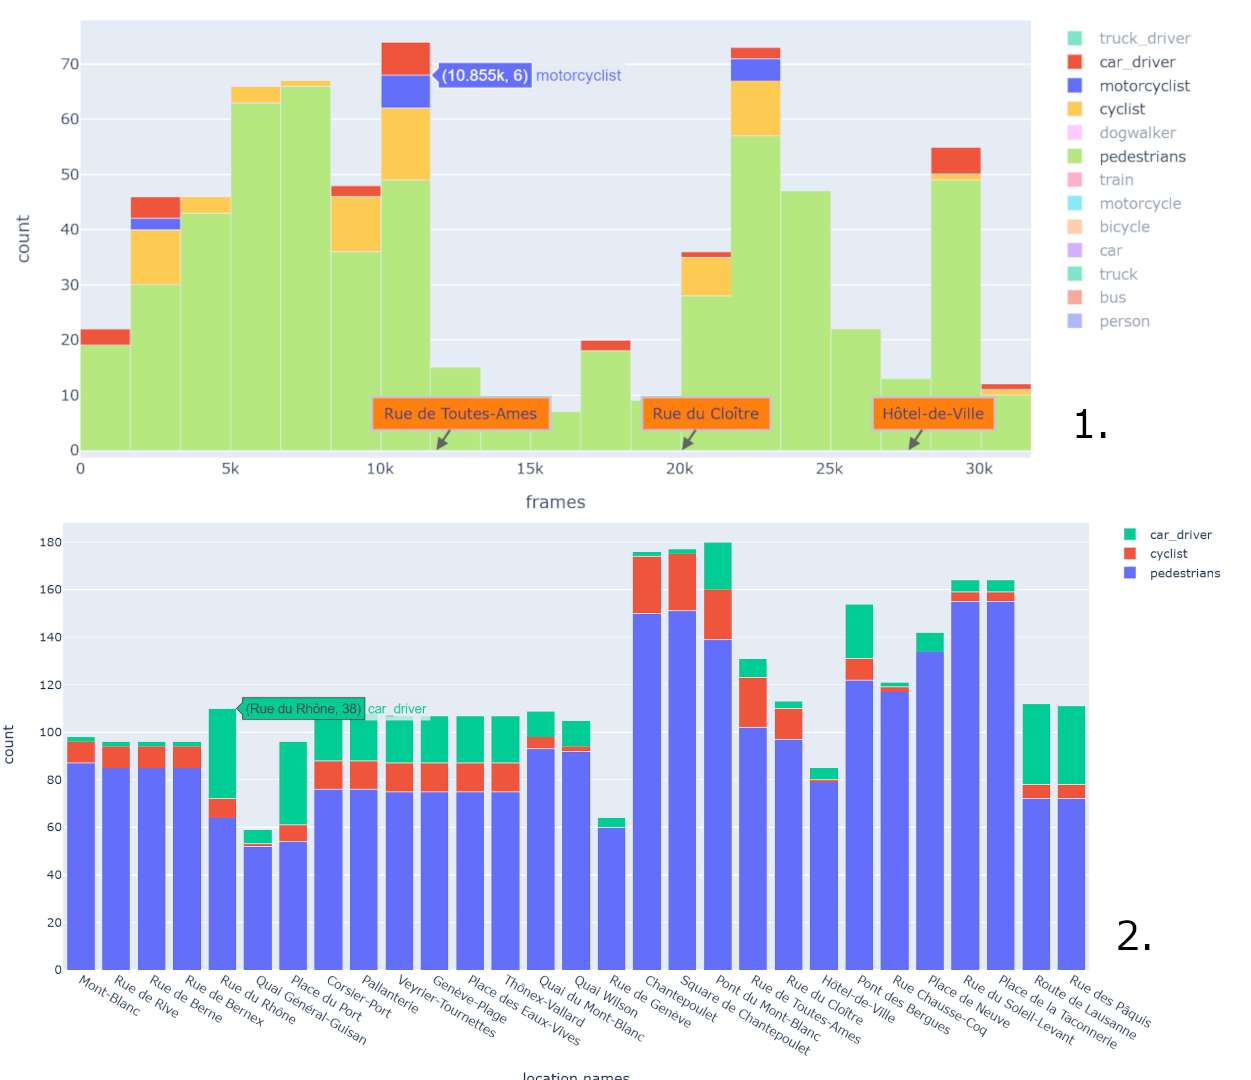 70
60
50
40
30
20
10
0
count
(10.855k, 6) motorcyclist
Rue de Toutes-Ames
Rue du Cloître
Hôtel-de-Ville
0 5k 10k 15k 20k 25k 30k
frames
truck_driver
car_driver
motorcyclist
cyclist
dogwalker
pedestrians
train
motorcycle
bicycle
car
truck
bus
person
1.
180
160
140
120
100
80
60
40
20
0
count
(Rue du Rhône, 38) car_driver
car_driver
cyclist
pedestrians
2.
Mont-Blanc
Rue de Rive
Rue de Berne
Rue de Bernex
Rue du Rhône
Quai Général-Guisan
Place du Port
Corsier-Port
Pallanterie
Veyrier-Tournettes
Genève-Plage
Place des Eaux-Vives
Thônex-Vallard
Quai du Mont-Blanc
Quai Wilson
Rue de Genève
Chantepoulet
Square de Chantepoulet
Pont du Mont-Blanc
Rue de Toutes-Ames
Rue du Cloître
Hôtel-de-Ville
Pont des Bergues
Rue Chausse-Coq
Place de Neuve
Rue du Soleil-Levant
Place de la Taconnerie
Route de Lausanne
Rue des Pâquis
location names